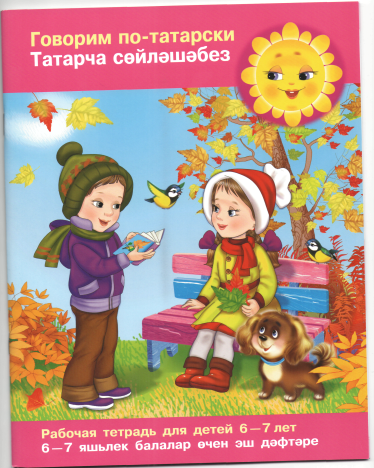 Говорим по-татарски
Татарча сөйләшәбез
Рабочая тетрадь для детей 6—7 лет
6—7 яшьлек балалар өчен эш дәфтәре